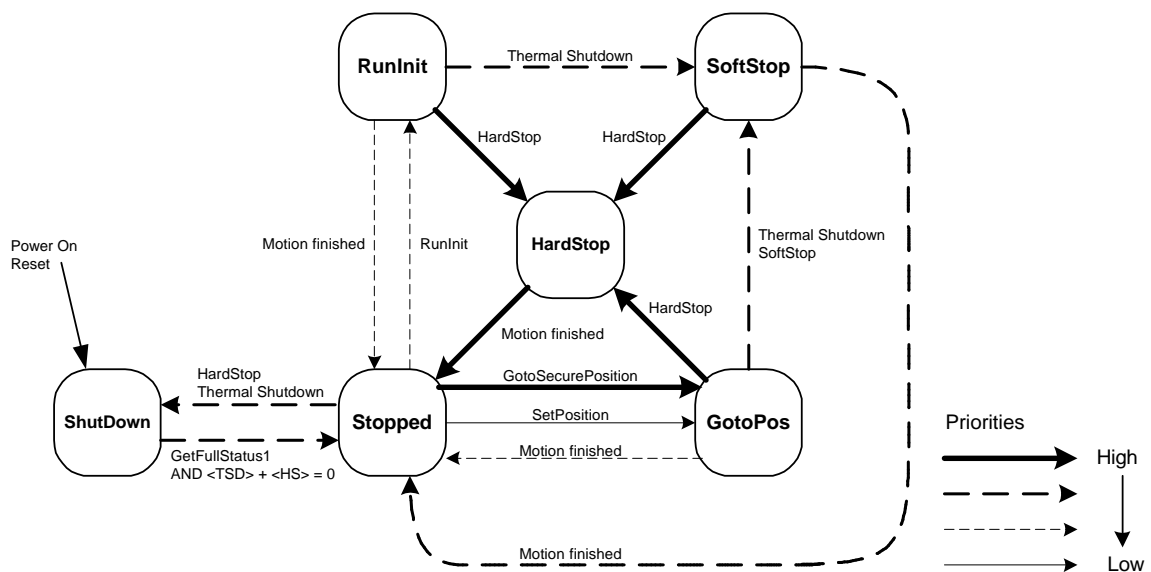 RunInit
Thermal Shutdown
SoftStop
HardStop
HardStop
HardStop
Power On
Reset
Motion finished
RunInit
Thermal Shutdown
SoftStop
HardStop
Motion finished
HardStop
Thermal Shutdown
GotoSecurePosition
ShutDown
Stopped
SetPosition
GotoPos
Motion finished
GetFullStatus1
AND <TSD> + <HS> = 0
Motion finished
Priorities
High
Low